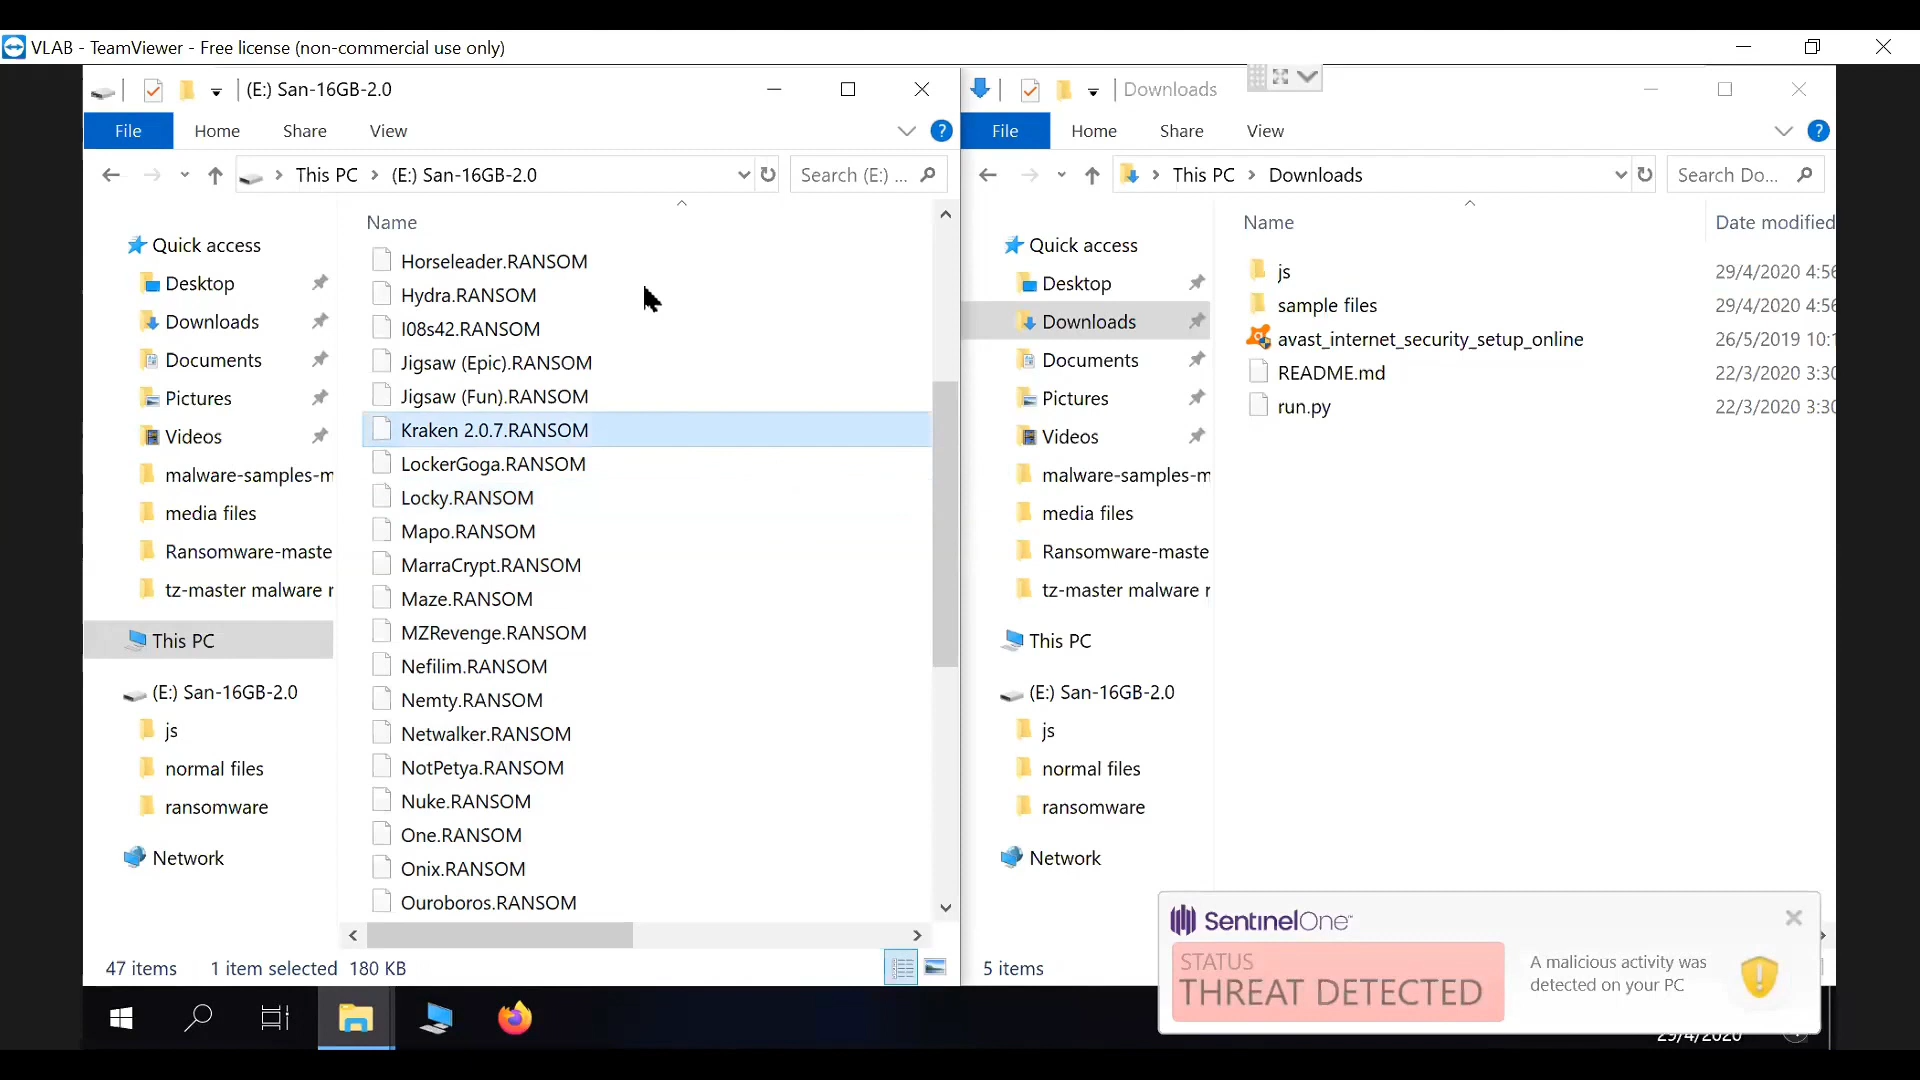 VLAB - TeamViewer - Free license (non-commercial use only)
(E:) San-16GB-2.0
File
Home
Share
View
This PC > (E:) San-16GB-2.0
Search (E:) ...
Name
Quick access
Desktop
Downloads
Documents
Pictures
Videos
malware-samples-m
media files
Ransomware-maste
tz-master malware r
This PC
(E:) San-16GB-2.0
js
normal files
ransomware
Network
Horseleader.RANSOM
Hydra.RANSOM
I08s42.RANSOM
Jigsaw (Epic).RANSOM
Jigsaw (Fun).RANSOM
Kraken 2.0.7.RANSOM
LockerGoga.RANSOM
Locky.RANSOM
Mapo.RANSOM
MarraCrypt.RANSOM
Maze.RANSOM
MZRevenge.RANSOM
Nefilim.RANSOM
Nemty.RANSOM
Netwalker.RANSOM
NotPetya.RANSOM
Nuke.RANSOM
One.RANSOM
Onix.RANSOM
Ouroboros.RANSOM
47 items
1 item selected 180 KB
Downloads
File
Home
Share
View
This PC > Downloads
Search Do...
Name
Date modified
Quick access
Desktop
Downloads
Documents
Pictures
Videos
malware-samples-m
media files
Ransomware-maste
tz-master malware r
This PC
(E:) San-16GB-2.0
js
normal files
ransomware
Network
js 29/4/2020 4:56
sample files 29/4/2020 4:56
avast_internet_security_setup_online 26/5/2019 10:1
README.md 22/3/2020 3:30
run.py 22/3/2020 3:30
5 items
SentinelOne
STATUS
THREAT DETECTED
A malicious activity was
detected on your PC
29/4/2020